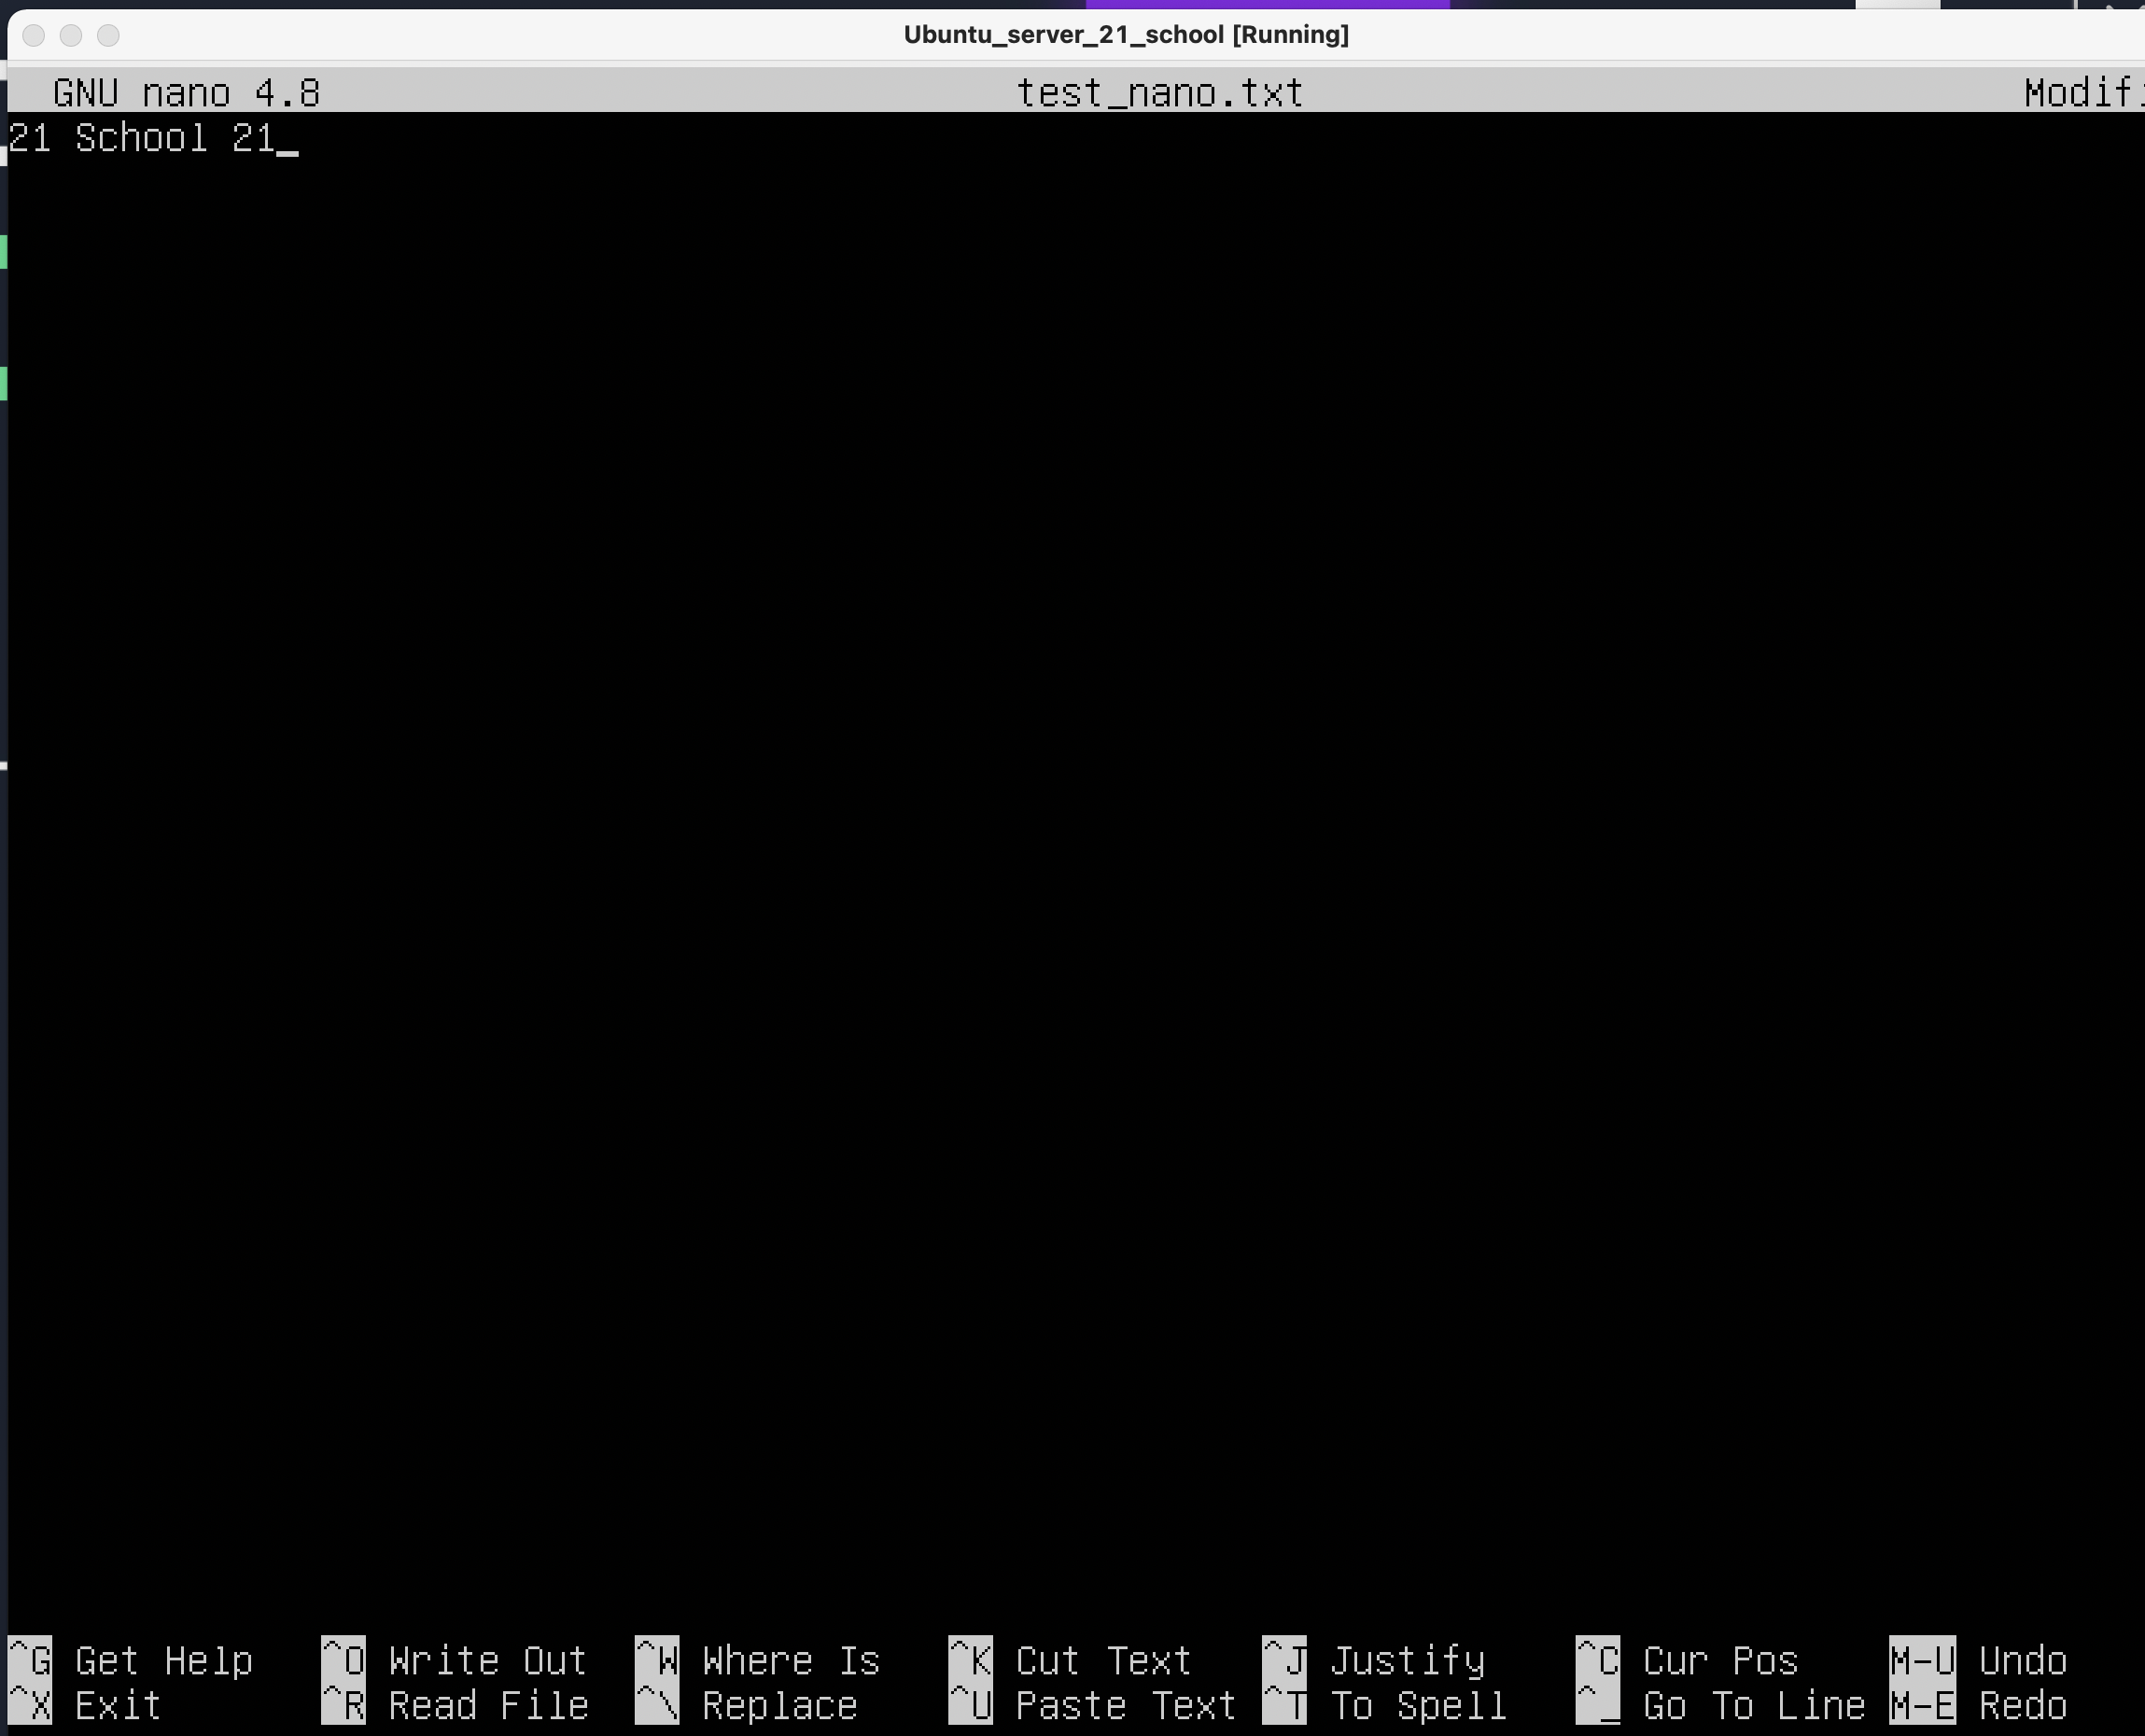 Ubuntu_server_21_school [Running]
GNU nano 4.8 test_nano.txt Modifi
21 School 21_
^G Get Help ^O Write Out ^W Where Is ^K Cut Text ^J Justify ^C Cur Pos M-U Undo
^X Exit ^R Read File ^\ Replace ^U Paste Text ^T To Spell ^_ Go To Line M-E Redo